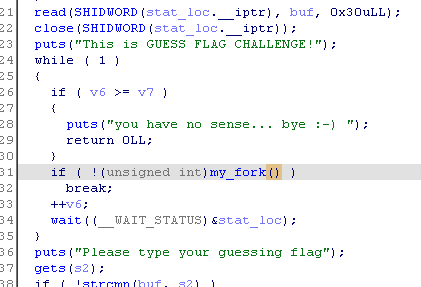 21 read(SHIDWORD(stat_loc.__iptr), buf, 0x30uLL);
22 close(SHIDWORD(stat_loc.__iptr));
23 puts("This is GUESS FLAG CHALLENGE!");
24 while ( 1 )
25 {
26 if ( v6 >= v7 )
27 {
28 puts("you have no sense... bye :-) ");
29 return 0LL;
30 }
31 if ( !(unsigned int)my_fork() )
32 break;
33 ++v6;
34 wait((__WAIT_STATUS)&stat_loc);
35 }
36 puts("Please type your guessing flag");
37 gets(s2);
38 if ( !strcmp(buf, s2) )